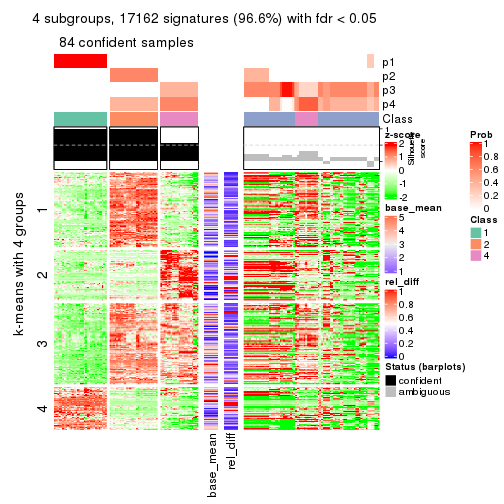 4 subgroups, 17162 signatures (96.6%) with fdr < 0.05
84 confident samples
p1
p2
p3
p4
Class
1
Silhouette
score
k-means with 4 groups
1
2
3
4
base_mean
rel_diff
z-score
2
1
0
-1
-2
base_mean
5
4
3
2
1
rel_diff
1
0.8
0.6
0.4
0.2
0
Status (barplots)
confident
ambiguous
Prob
1
0.8
0.6
0.4
0.2
0
Class
1
2
4